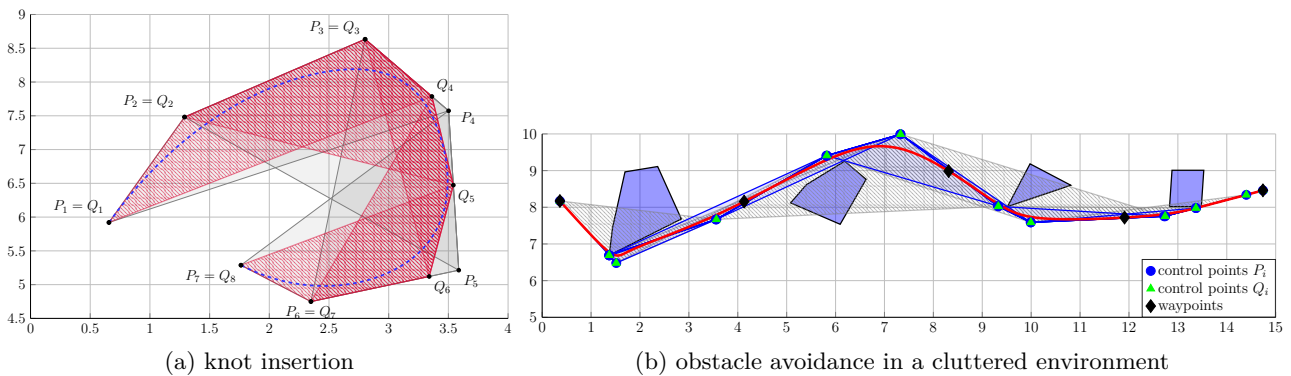 9
8.5
8
7.5
7
6.5
6
5.5
5
4.5
0 0.5 1 1.5 2 2.5 3 3.5 4
P3 = Q3
Q4
P2 = Q2
P4
Q5
P1 = Q1
P7 = Q8
Q6
P5
P6 = Q7
(a) knot insertion
10
9
8
7
6
5
0 1 2 3 4 5 6 7 8 9 10 11 12 13 14 15
control points Pi
control points Qi
waypoints
(b) obstacle avoidance in a cluttered environment